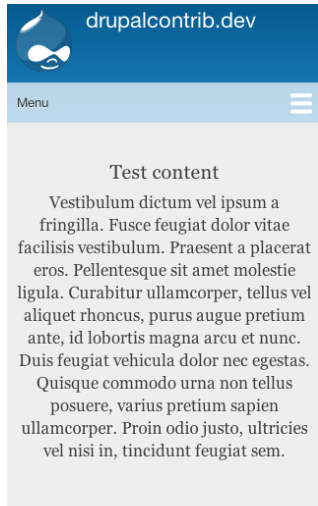 drupalcontrib.dev
Menu
Test content
Vestibulum dictum vel ipsum a
fringilla. Fusce feugiat dolor vitae
facilisis vestibulum. Praesent a placerat
eros. Pellentesque sit amet molestie
ligula. Curabitur ullamcorper, tellus vel
aliquet rhoncus, purus augue pretium
ante, id lobortis magna arcu et nunc.
Duis feugiat vehicula dolor nec egestas.
Quisque commodo urna non tellus
posuere, varius pretium sapien
ullamcorper. Proin odio justo, ultricies
vel nisi in, tincidunt feugiat sem.